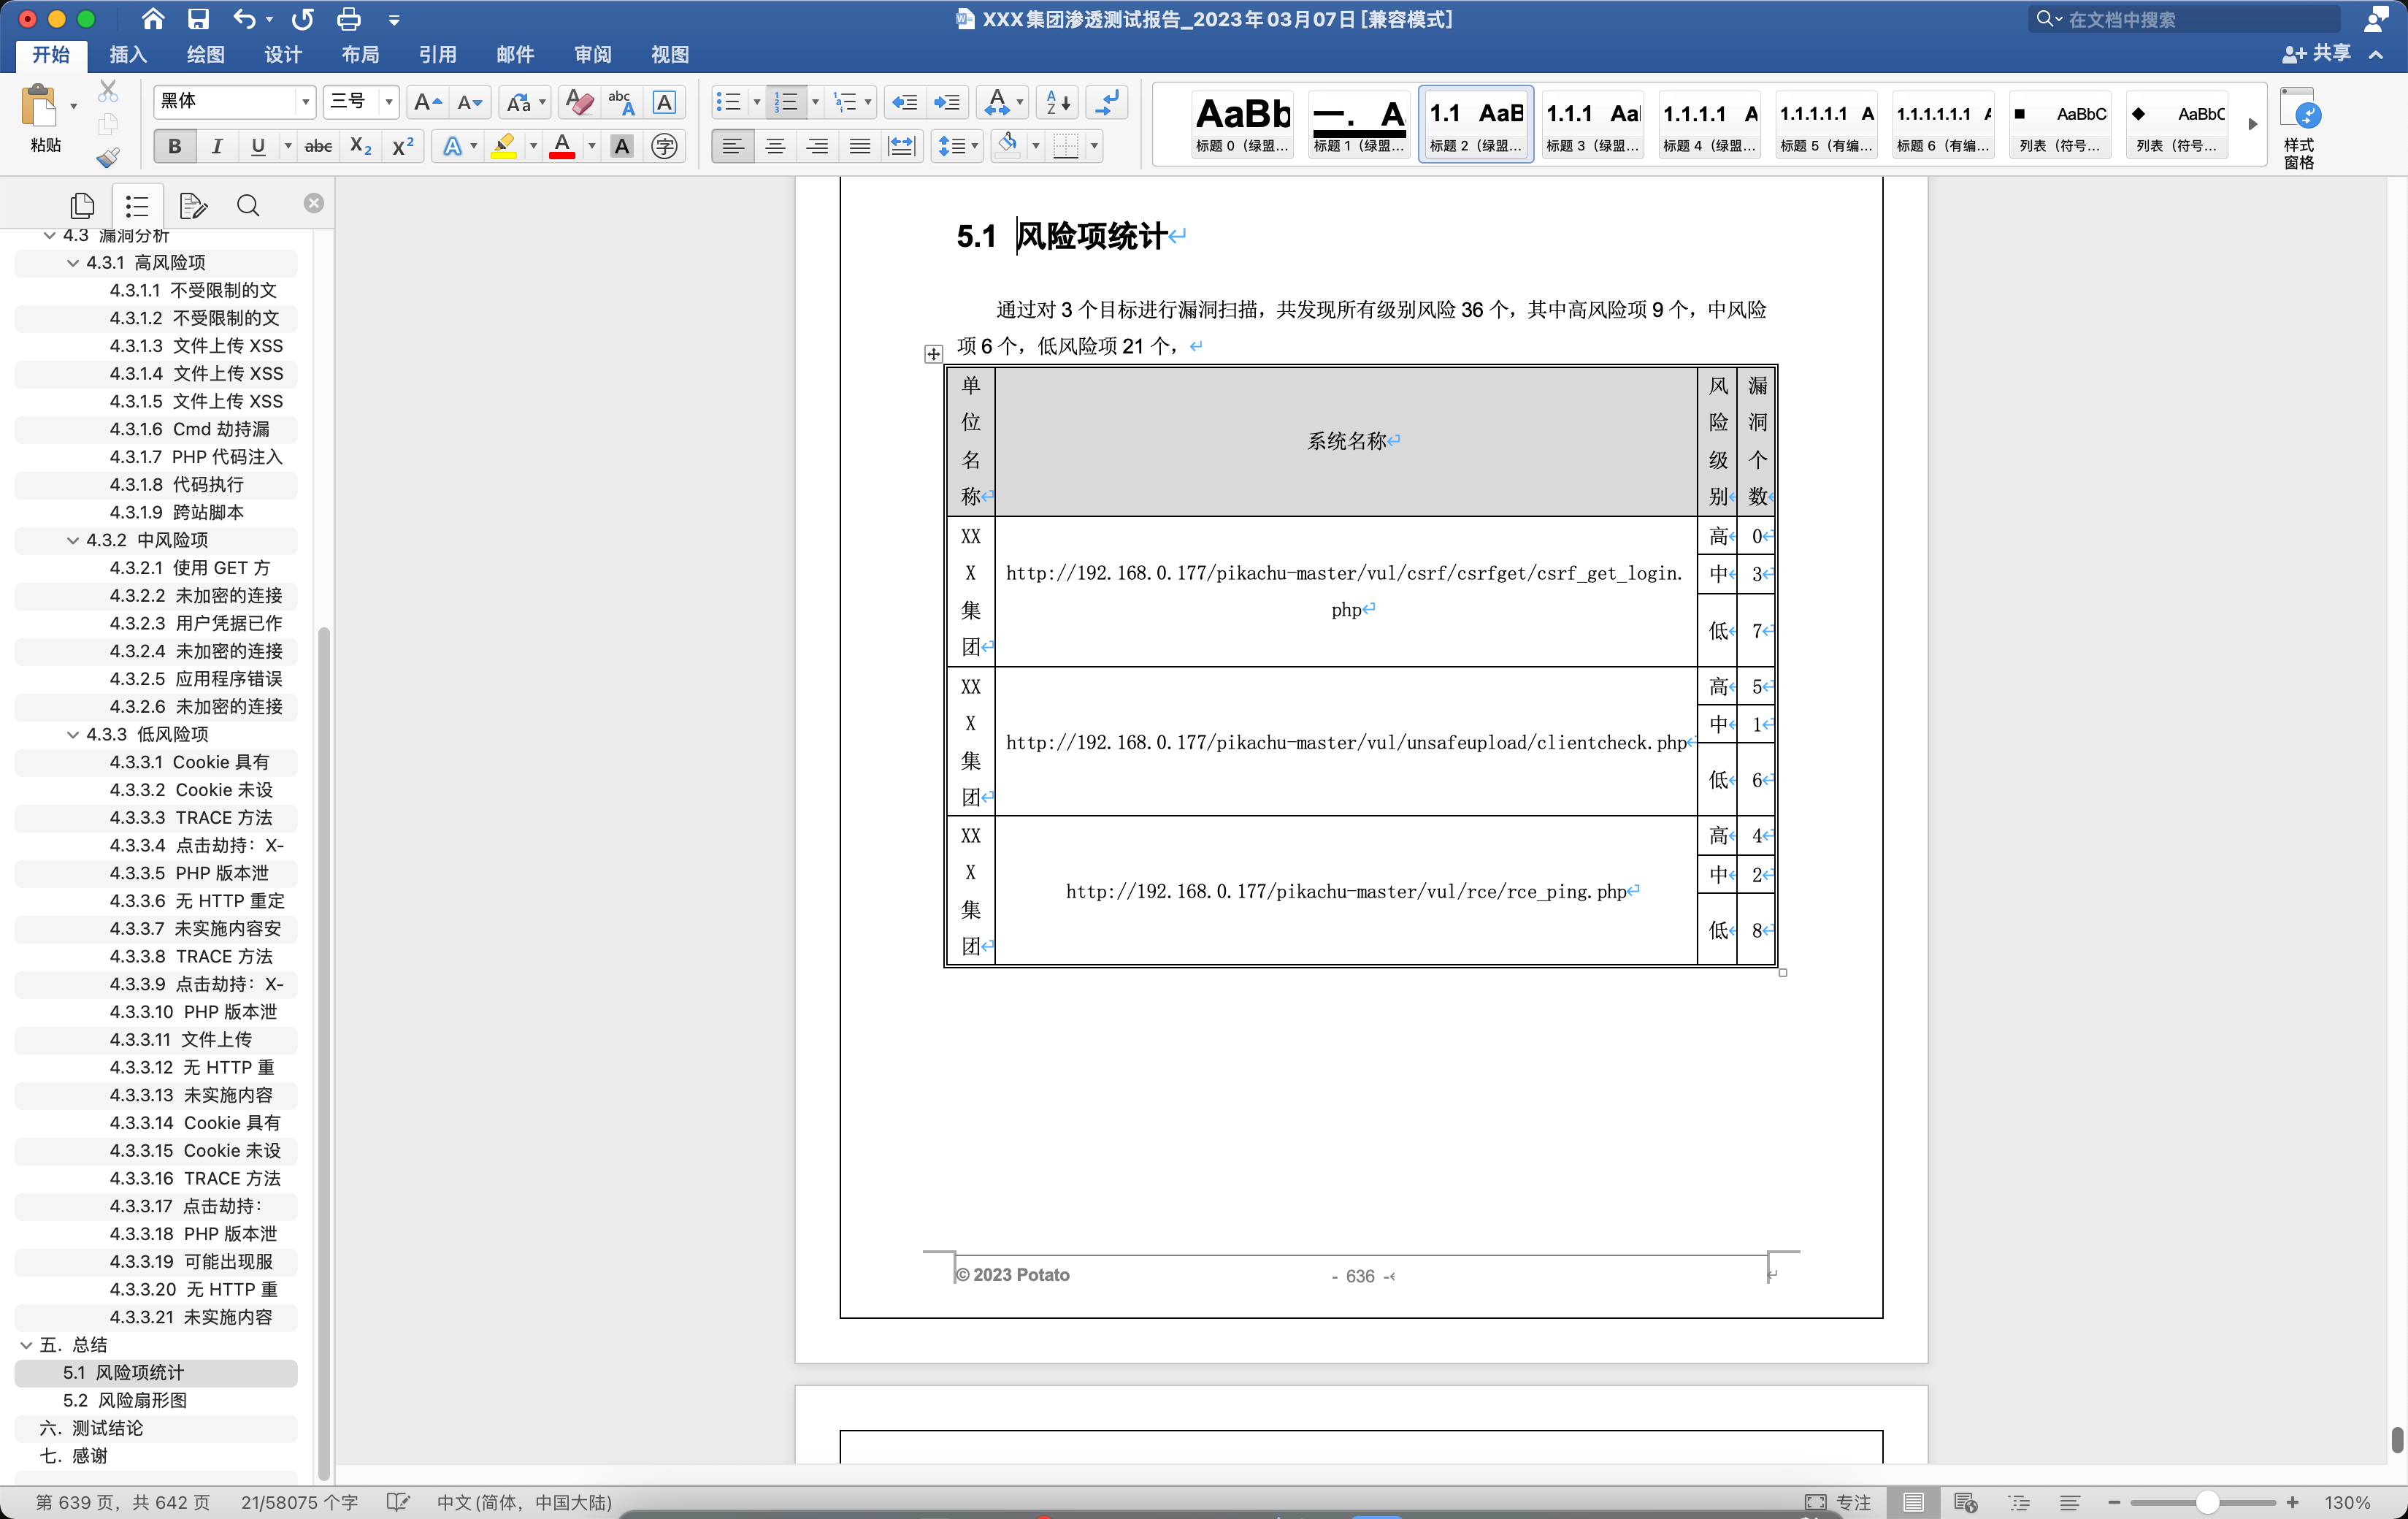 XXX集团渗透测试报告_2023年03月07日 [兼容模式]
在文档中搜索
开始 插入 绘图 设计 布局 引用 邮件 审阅 视图
共享
粘贴
黑体 三号
样式
窗格
AaBb
标题 0（绿盟...
一. A
标题 1（绿盟...
1.1 AaB
标题 2（绿盟...
1.1.1 Aa
标题 3（绿盟...
1.1.1.1 A
标题 4（绿盟...
1.1.1.1.1 A
标题 5（有编...
1.1.1.1.1.1 A
标题 6（有编...
AaBbC
列表（符号...
AaBbC
列表（符号...
4.3 漏洞分析
4.3.1 高风险项
4.3.1.1 不受限制的文
4.3.1.2 不受限制的文
4.3.1.3 文件上传 XSS
4.3.1.4 文件上传 XSS
4.3.1.5 文件上传 XSS
4.3.1.6 Cmd 劫持漏
4.3.1.7 PHP 代码注入
4.3.1.8 代码执行
4.3.1.9 跨站脚本
4.3.2 中风险项
4.3.2.1 使用 GET 方
4.3.2.2 未加密的连接
4.3.2.3 用户凭据已作
4.3.2.4 未加密的连接
4.3.2.5 应用程序错误
4.3.2.6 未加密的连接
4.3.3 低风险项
4.3.3.1 Cookie 具有
4.3.3.2 Cookie 未设
4.3.3.3 TRACE 方法
4.3.3.4 点击劫持：X-
4.3.3.5 PHP 版本泄
4.3.3.6 无 HTTP 重定
4.3.3.7 未实施内容安
4.3.3.8 TRACE 方法
4.3.3.9 点击劫持：X-
4.3.3.10 PHP 版本泄
4.3.3.11 文件上传
4.3.3.12 无 HTTP 重
4.3.3.13 未实施内容
4.3.3.14 Cookie 具有
4.3.3.15 Cookie 未设
4.3.3.16 TRACE 方法
4.3.3.17 点击劫持：
4.3.3.18 PHP 版本泄
4.3.3.19 可能出现服
4.3.3.20 无 HTTP 重
4.3.3.21 未实施内容
五. 总结
5.1 风险项统计
5.2 风险扇形图
六. 测试结论
七. 感谢
5.1 风险项统计
通过对 3 个目标进行漏洞扫描，共发现所有级别风险 36 个，其中高风险项 9 个，中风险
项 6 个，低风险项 21 个，
单位名称 系统名称 风险级别 漏洞个数
XXX集团 http://192.168.0.177/pikachu-master/vul/csrf/csrfget/csrf_get_login.php
高 0
中 3
低 7
XXX集团 http://192.168.0.177/pikachu-master/vul/unsafeupload/clientcheck.php
高 5
中 1
低 6
XXX集团 http://192.168.0.177/pikachu-master/vul/rce/rce_ping.php
高 4
中 2
低 8
© 2023 Potato
- 636 -
第 639 页，共 642 页 21/58075 个字 中文 (简体，中国大陆) 专注 130%